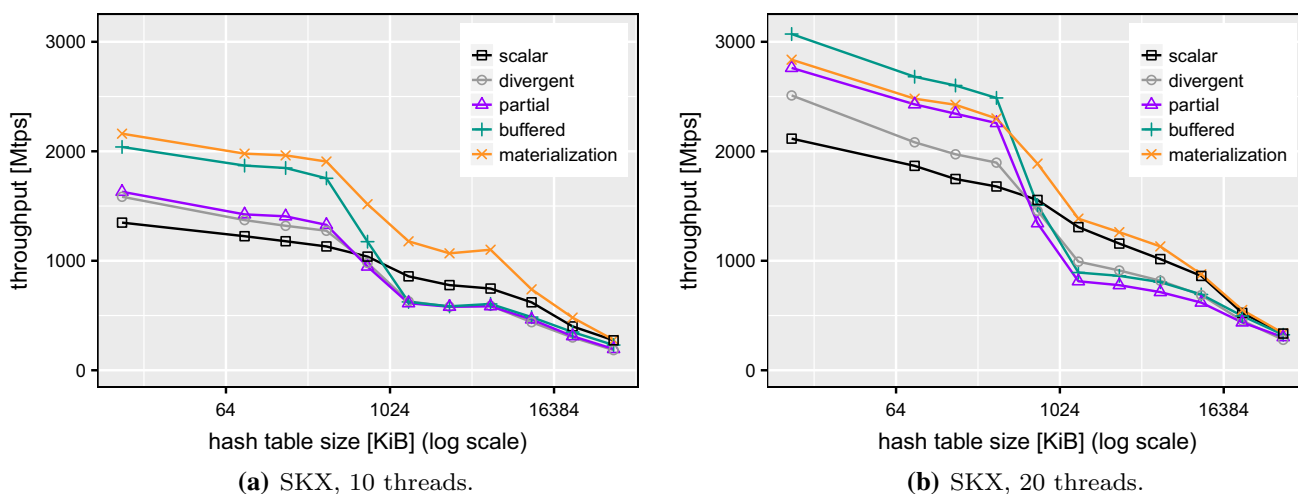 3000
2000
1000
0
throughput [Mtps]
scalar
divergent
partial
buffered
materialization
64
1024
16384
hash table size [KiB] (log scale)
(a) SKX, 10 threads.
3000
2000
1000
0
throughput [Mtps]
scalar
divergent
partial
buffered
materialization
64
1024
16384
hash table size [KiB] (log scale)
(b) SKX, 20 threads.